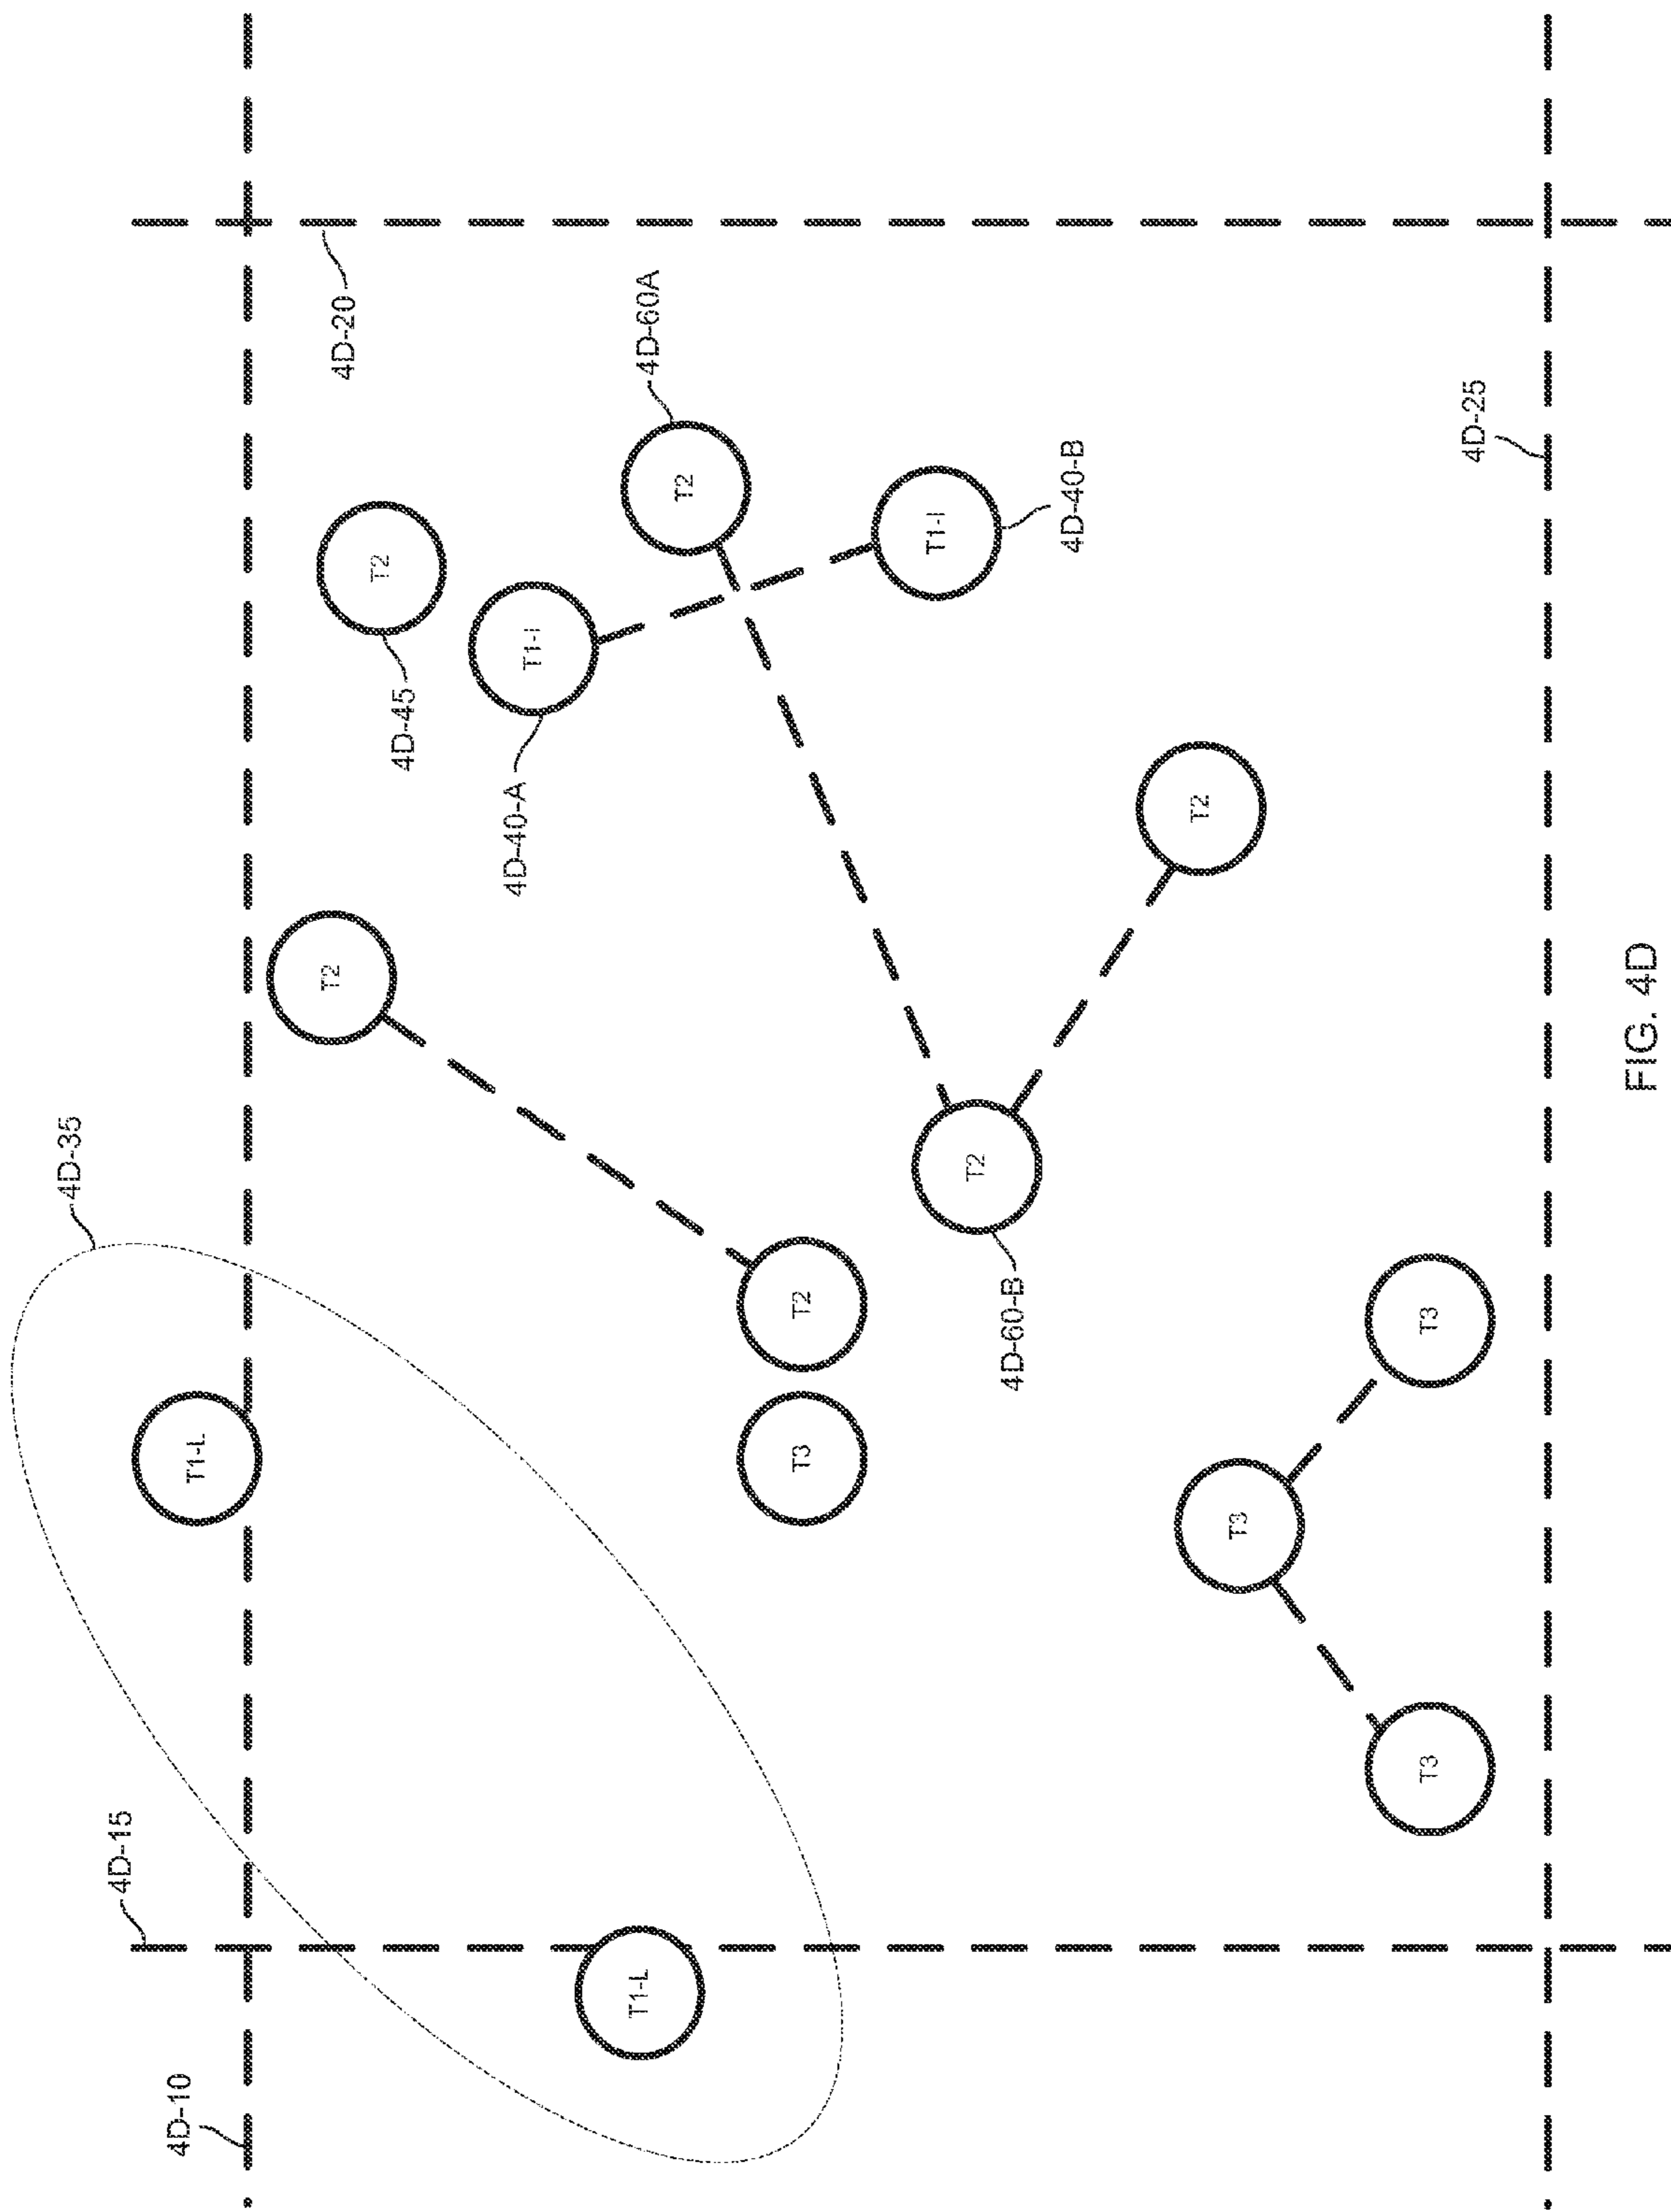 4D-35
4D-15
4D-10
T1-L
T2
4D-20
T2
4D-45
4D-40-A
T1-I
T1-L
4D-60A
T2
T3
T2
T1-I
T2
4D-60-B
4D-40-B
T2
T3
T3
T3
4D-25
FIG. 4D